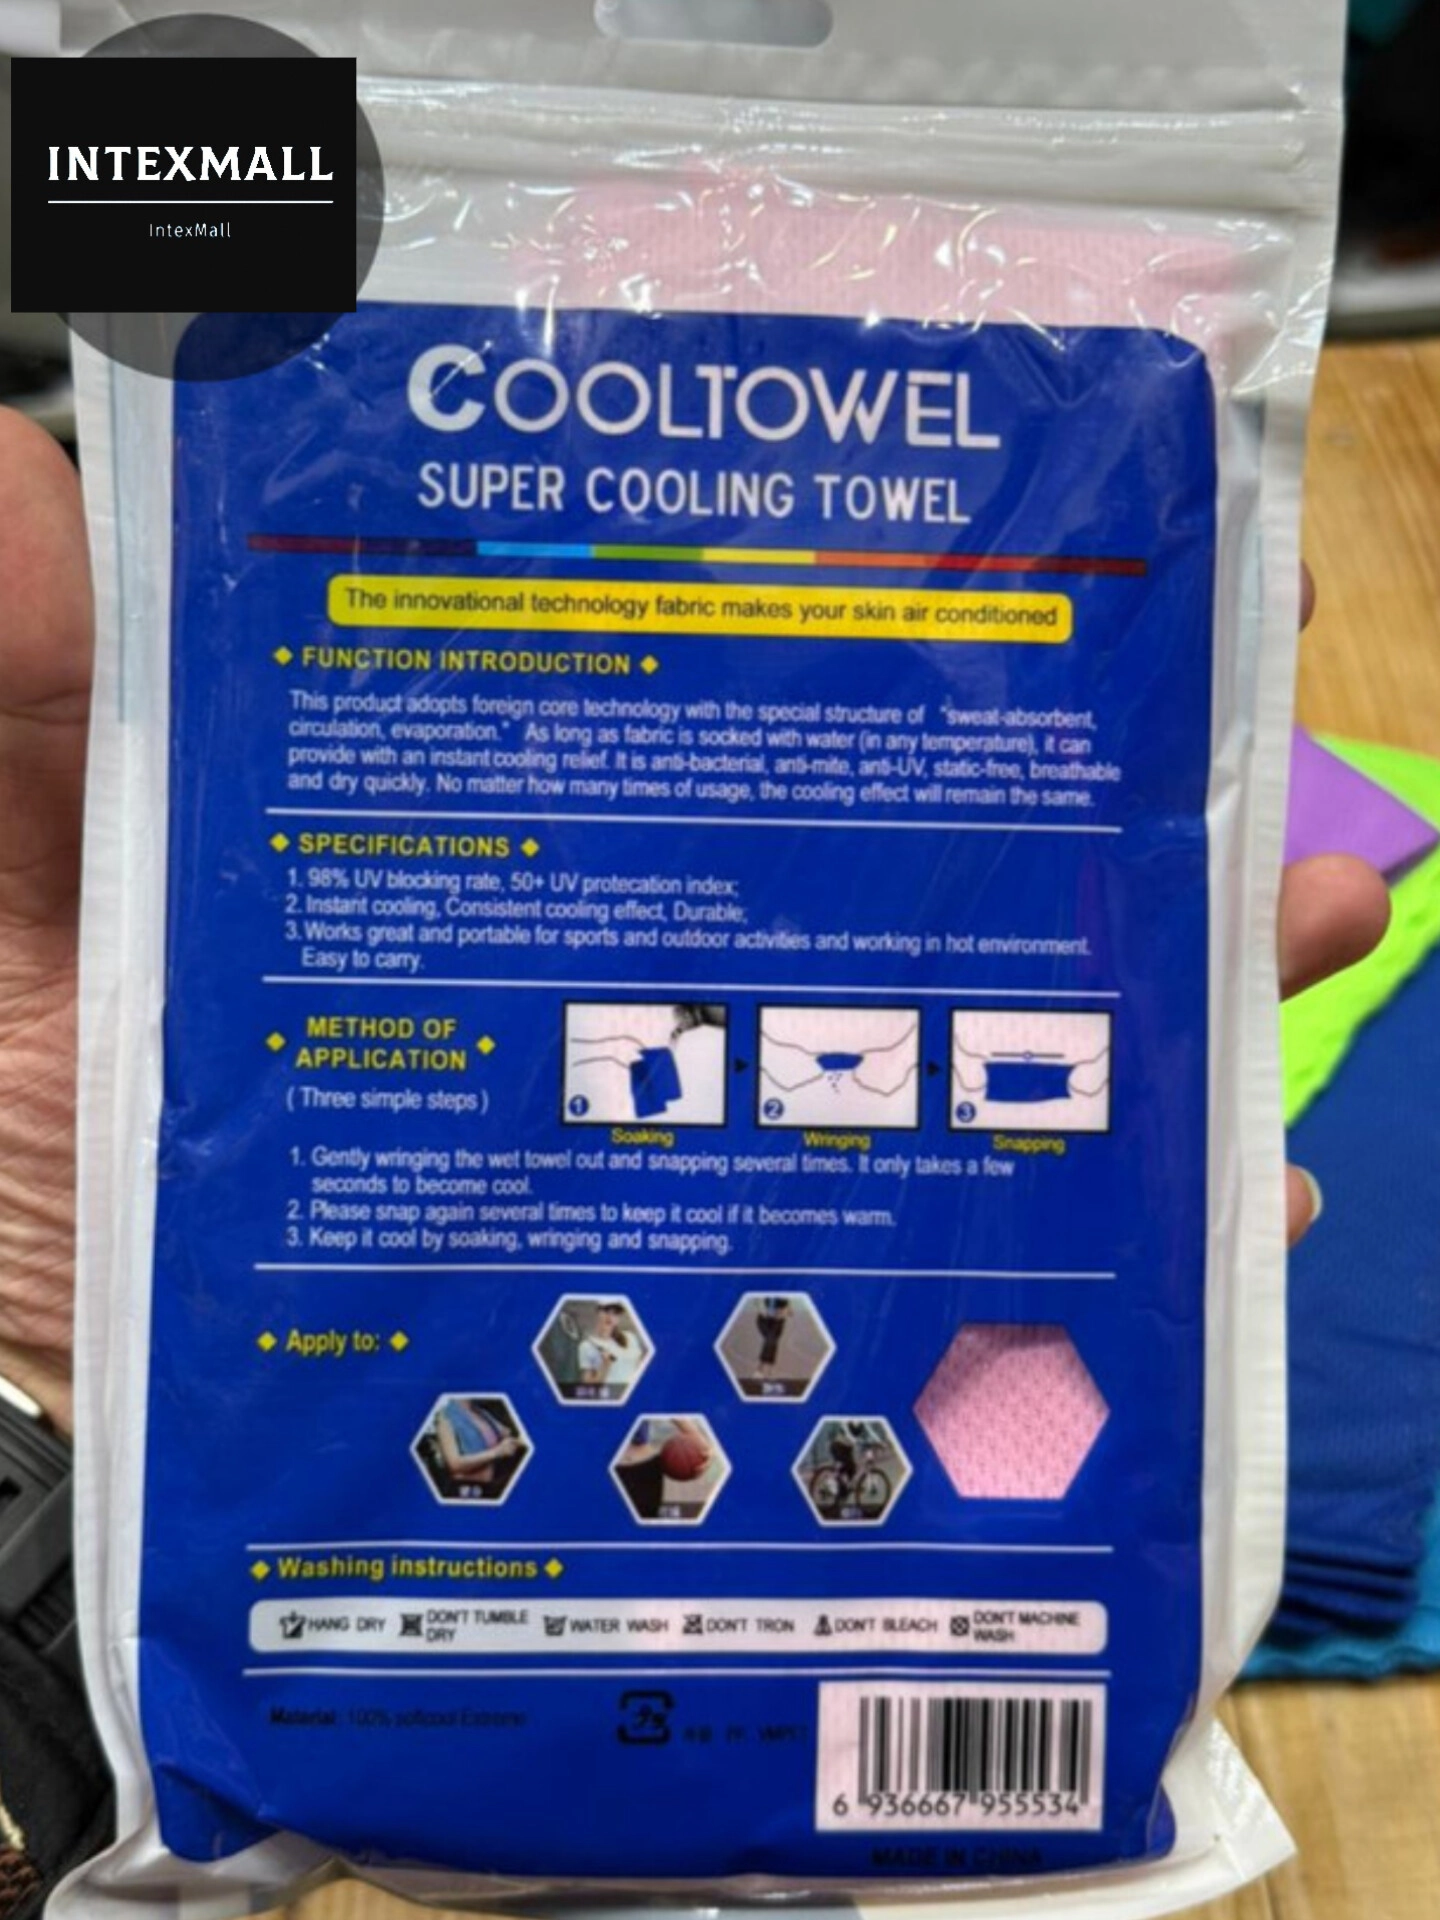 INTEXMALL
IntexMall
COOLTOWEL
SUPER COOLING TOWEL
The innovational technology fabric makes your skin air conditioned
FUNCTION INTRODUCTION
This product adopts foreign core technology with the special structure of "sweat-absorbent,
circulation, evaporation." As long as fabric is socked with water (in any temperature), it can
provide with an instant cooling relief. It is anti-bacterial, anti-mite, anti-UV, static-free, breathable
and dry quickly. No matter how many times of usage, the cooling effect will remain the same.
SPECIFICATIONS
1. 98% UV blocking rate, 50+ UV protecation index;
2. Instant cooling, Consistent cooling effect, Durable;
3. Works great and portable for sports and outdoor activities and working in hot environment.
Easy to carry.
METHOD OF
APPLICATION
( Three simple steps )
1
2
3
Soaking
Wringing
Snapping
1. Gently wringing the wet towel out and snapping several times. It only takes a few
seconds to become cool.
2. Please snap again several times to keep it cool if it becomes warm.
3. Keep it cool by soaking, wringing and snapping.
Apply to:
Washing instructions
HANG DRY
DON'T TUMBLE
DRY
WATER WASH
DON'T TRON
DON'T BLEACH
DON'T MACHINE
WASH
Material: 100%
6 936667 955534
MADE IN CHINA